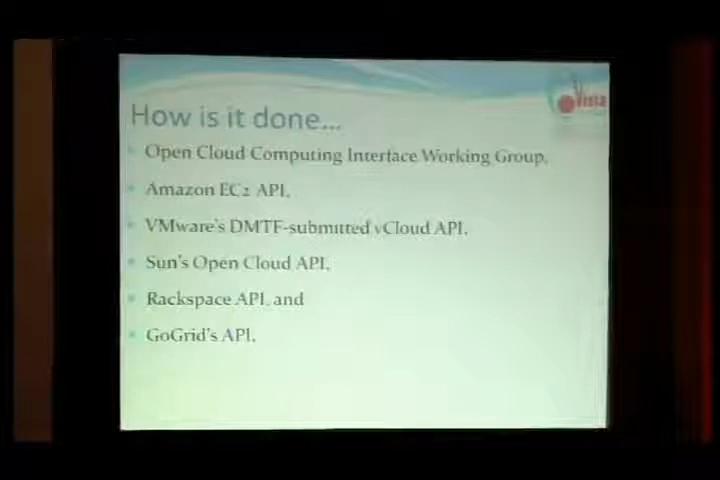 Vista
How is it done...
Open Cloud Computing Interface Working Group,
Amazon EC2 API,
VMware's DMTF-submitted vCloud API,
Sun's Open Cloud API,
Rackspace API, and
GoGrid's API,